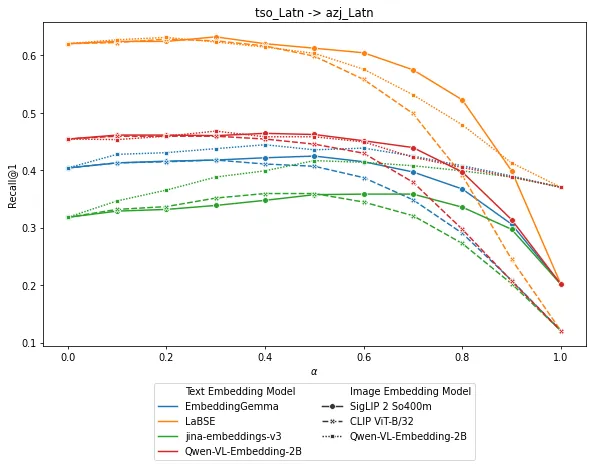 tso_Latn -> azj_Latn
Recall@1
0.6
0.5
0.4
0.3
0.2
0.1
0.0 0.2 0.4 0.6 0.8 1.0
α
Text Embedding Model Image Embedding Model
EmbeddingGemma SigLIP 2 So400m
LaBSE CLIP ViT-B/32
jina-embeddings-v3 Qwen-VL-Embedding-2B
Qwen-VL-Embedding-2B